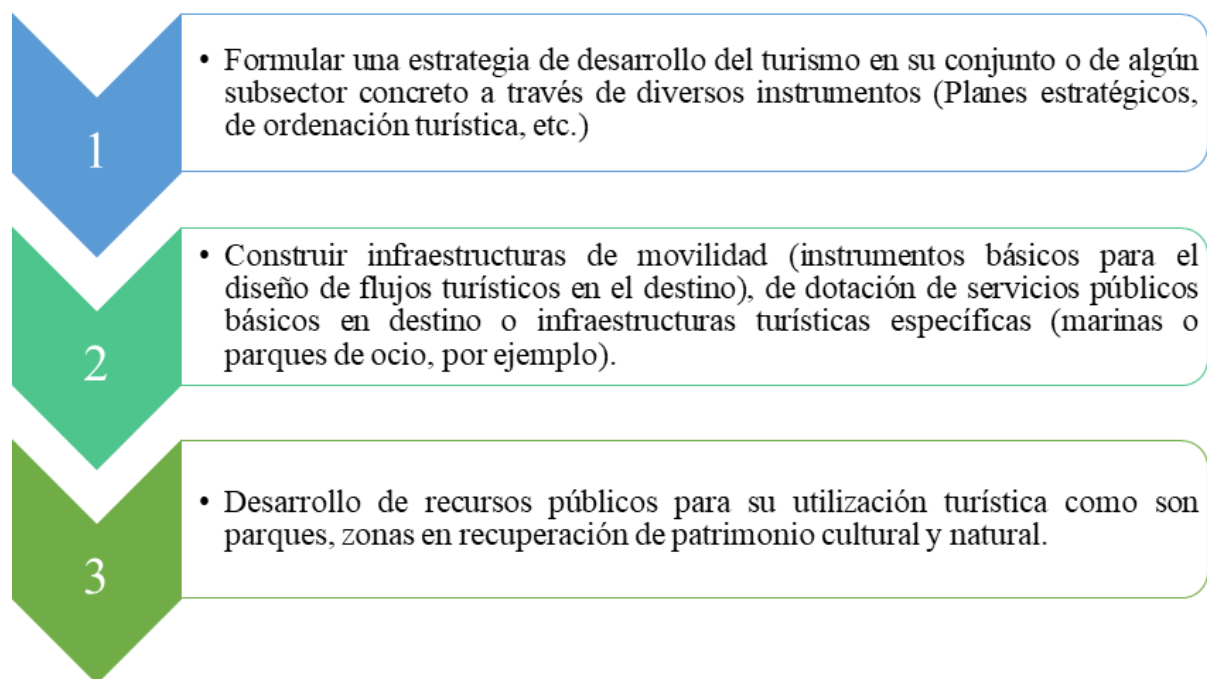 1
• Formular una estrategia de desarrollo del turismo en su conjunto o de algún
subsector concreto a través de diversos instrumentos (Planes estratégicos,
de ordenación turística, etc.)
2
• Construir infraestructuras de movilidad (instrumentos básicos para el
diseño de flujos turísticos en el destino), de dotación de servicios públicos
básicos en destino o infraestructuras turísticas específicas (marinas o
parques de ocio, por ejemplo).
3
• Desarrollo de recursos públicos para su utilización turística como son
parques, zonas en recuperación de patrimonio cultural y natural.